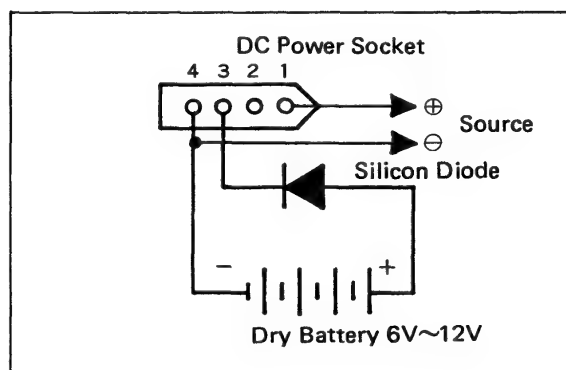 DC Power Socket
4 3 2 1
⊕
Source
⊖
Silicon Diode
− +
Dry Battery 6V~12V